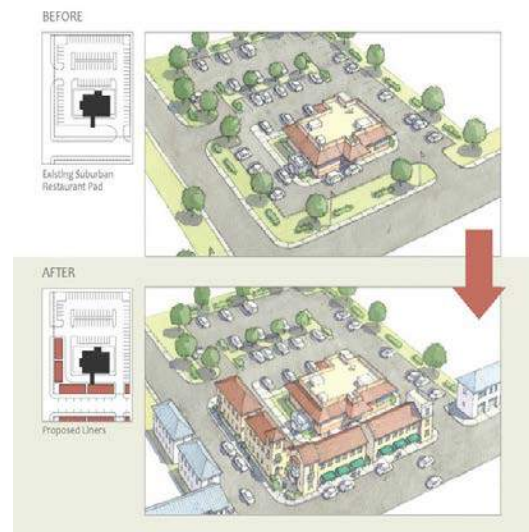 BEFORE
Existing Suburban
Restaurant Pad
AFTER
Proposed Liners